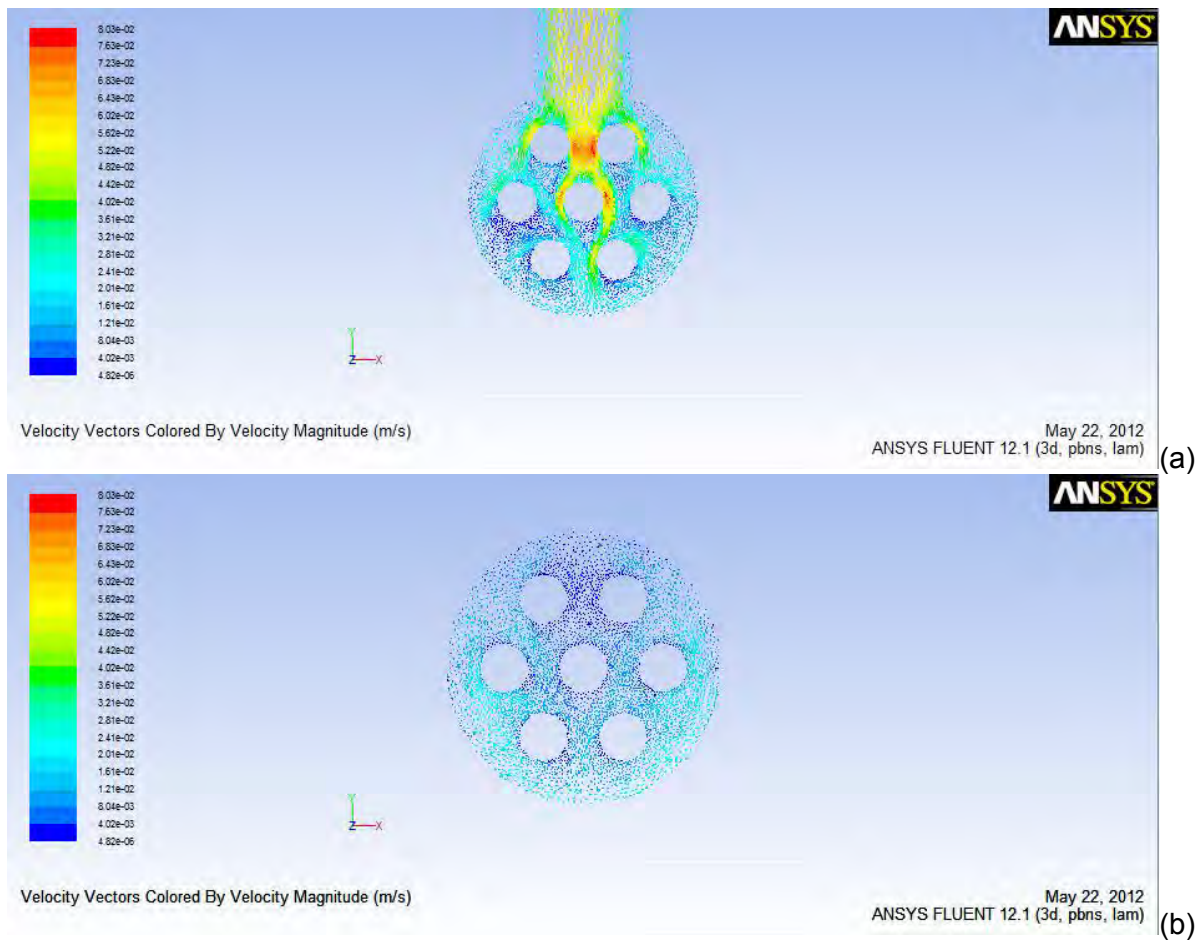 ANSYS
8.03e-02
7.63e-02
7.23e-02
6.83e-02
6.43e-02
6.02e-02
5.62e-02
5.22e-02
4.82e-02
4.42e-02
4.02e-02
3.61e-02
3.21e-02
2.81e-02
2.41e-02
2.01e-02
1.61e-02
1.21e-02
8.04e-03
4.02e-03
4.82e-06
Y
Z X
Velocity Vectors Colored By Velocity Magnitude (m/s)
May 22, 2012
ANSYS FLUENT 12.1 (3d, pbns, lam)
(a)
ANSYS
8.03e-02
7.63e-02
7.23e-02
6.83e-02
6.43e-02
6.02e-02
5.62e-02
5.22e-02
4.82e-02
4.42e-02
4.02e-02
3.61e-02
3.21e-02
2.81e-02
2.41e-02
2.01e-02
1.61e-02
1.21e-02
8.04e-03
4.02e-03
4.82e-06
Y
Z X
Velocity Vectors Colored By Velocity Magnitude (m/s)
May 22, 2012
ANSYS FLUENT 12.1 (3d, pbns, lam)
(b)